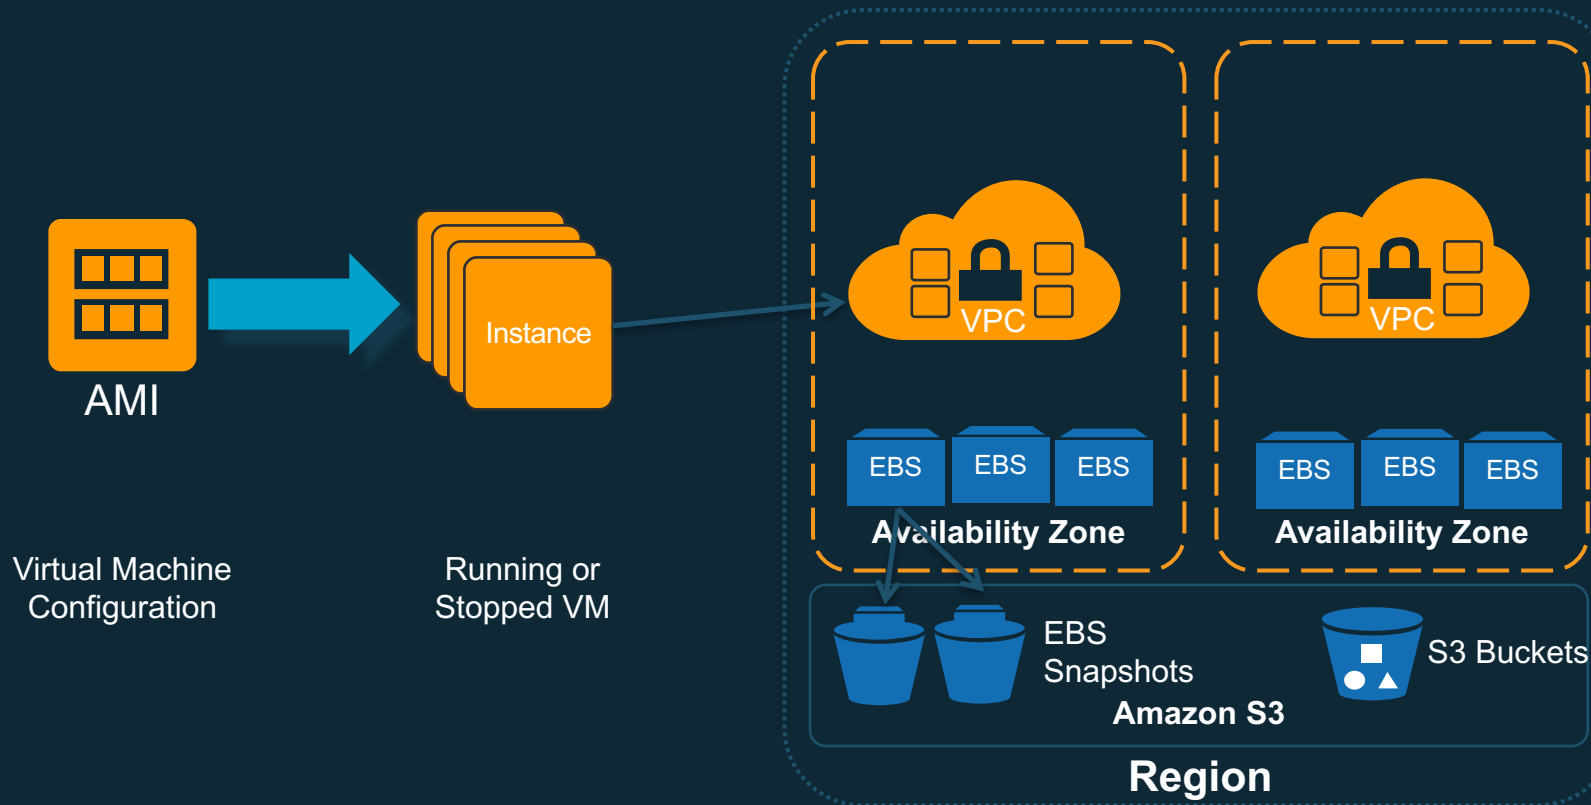 AMI
Virtual Machine
Configuration
Instance
Running or
Stopped VM
VPC
EBS
EBS
EBS
Availability Zone
VPC
EBS
EBS
EBS
Availability Zone
EBS
Snapshots
S3 Buckets
Amazon S3
Region